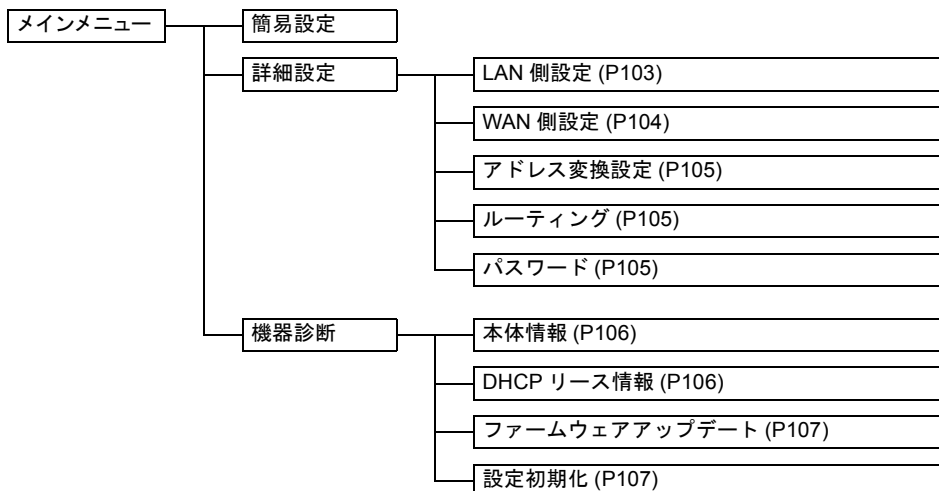 メインメニュー
簡易設定
詳細設定
LAN 側設定 (P103)
WAN 側設定 (P104)
アドレス変換設定 (P105)
ルーティング (P105)
パスワード (P105)
機器診断
本体情報 (P106)
DHCP リース情報 (P106)
ファームウェアアップデート (P107)
設定初期化 (P107)